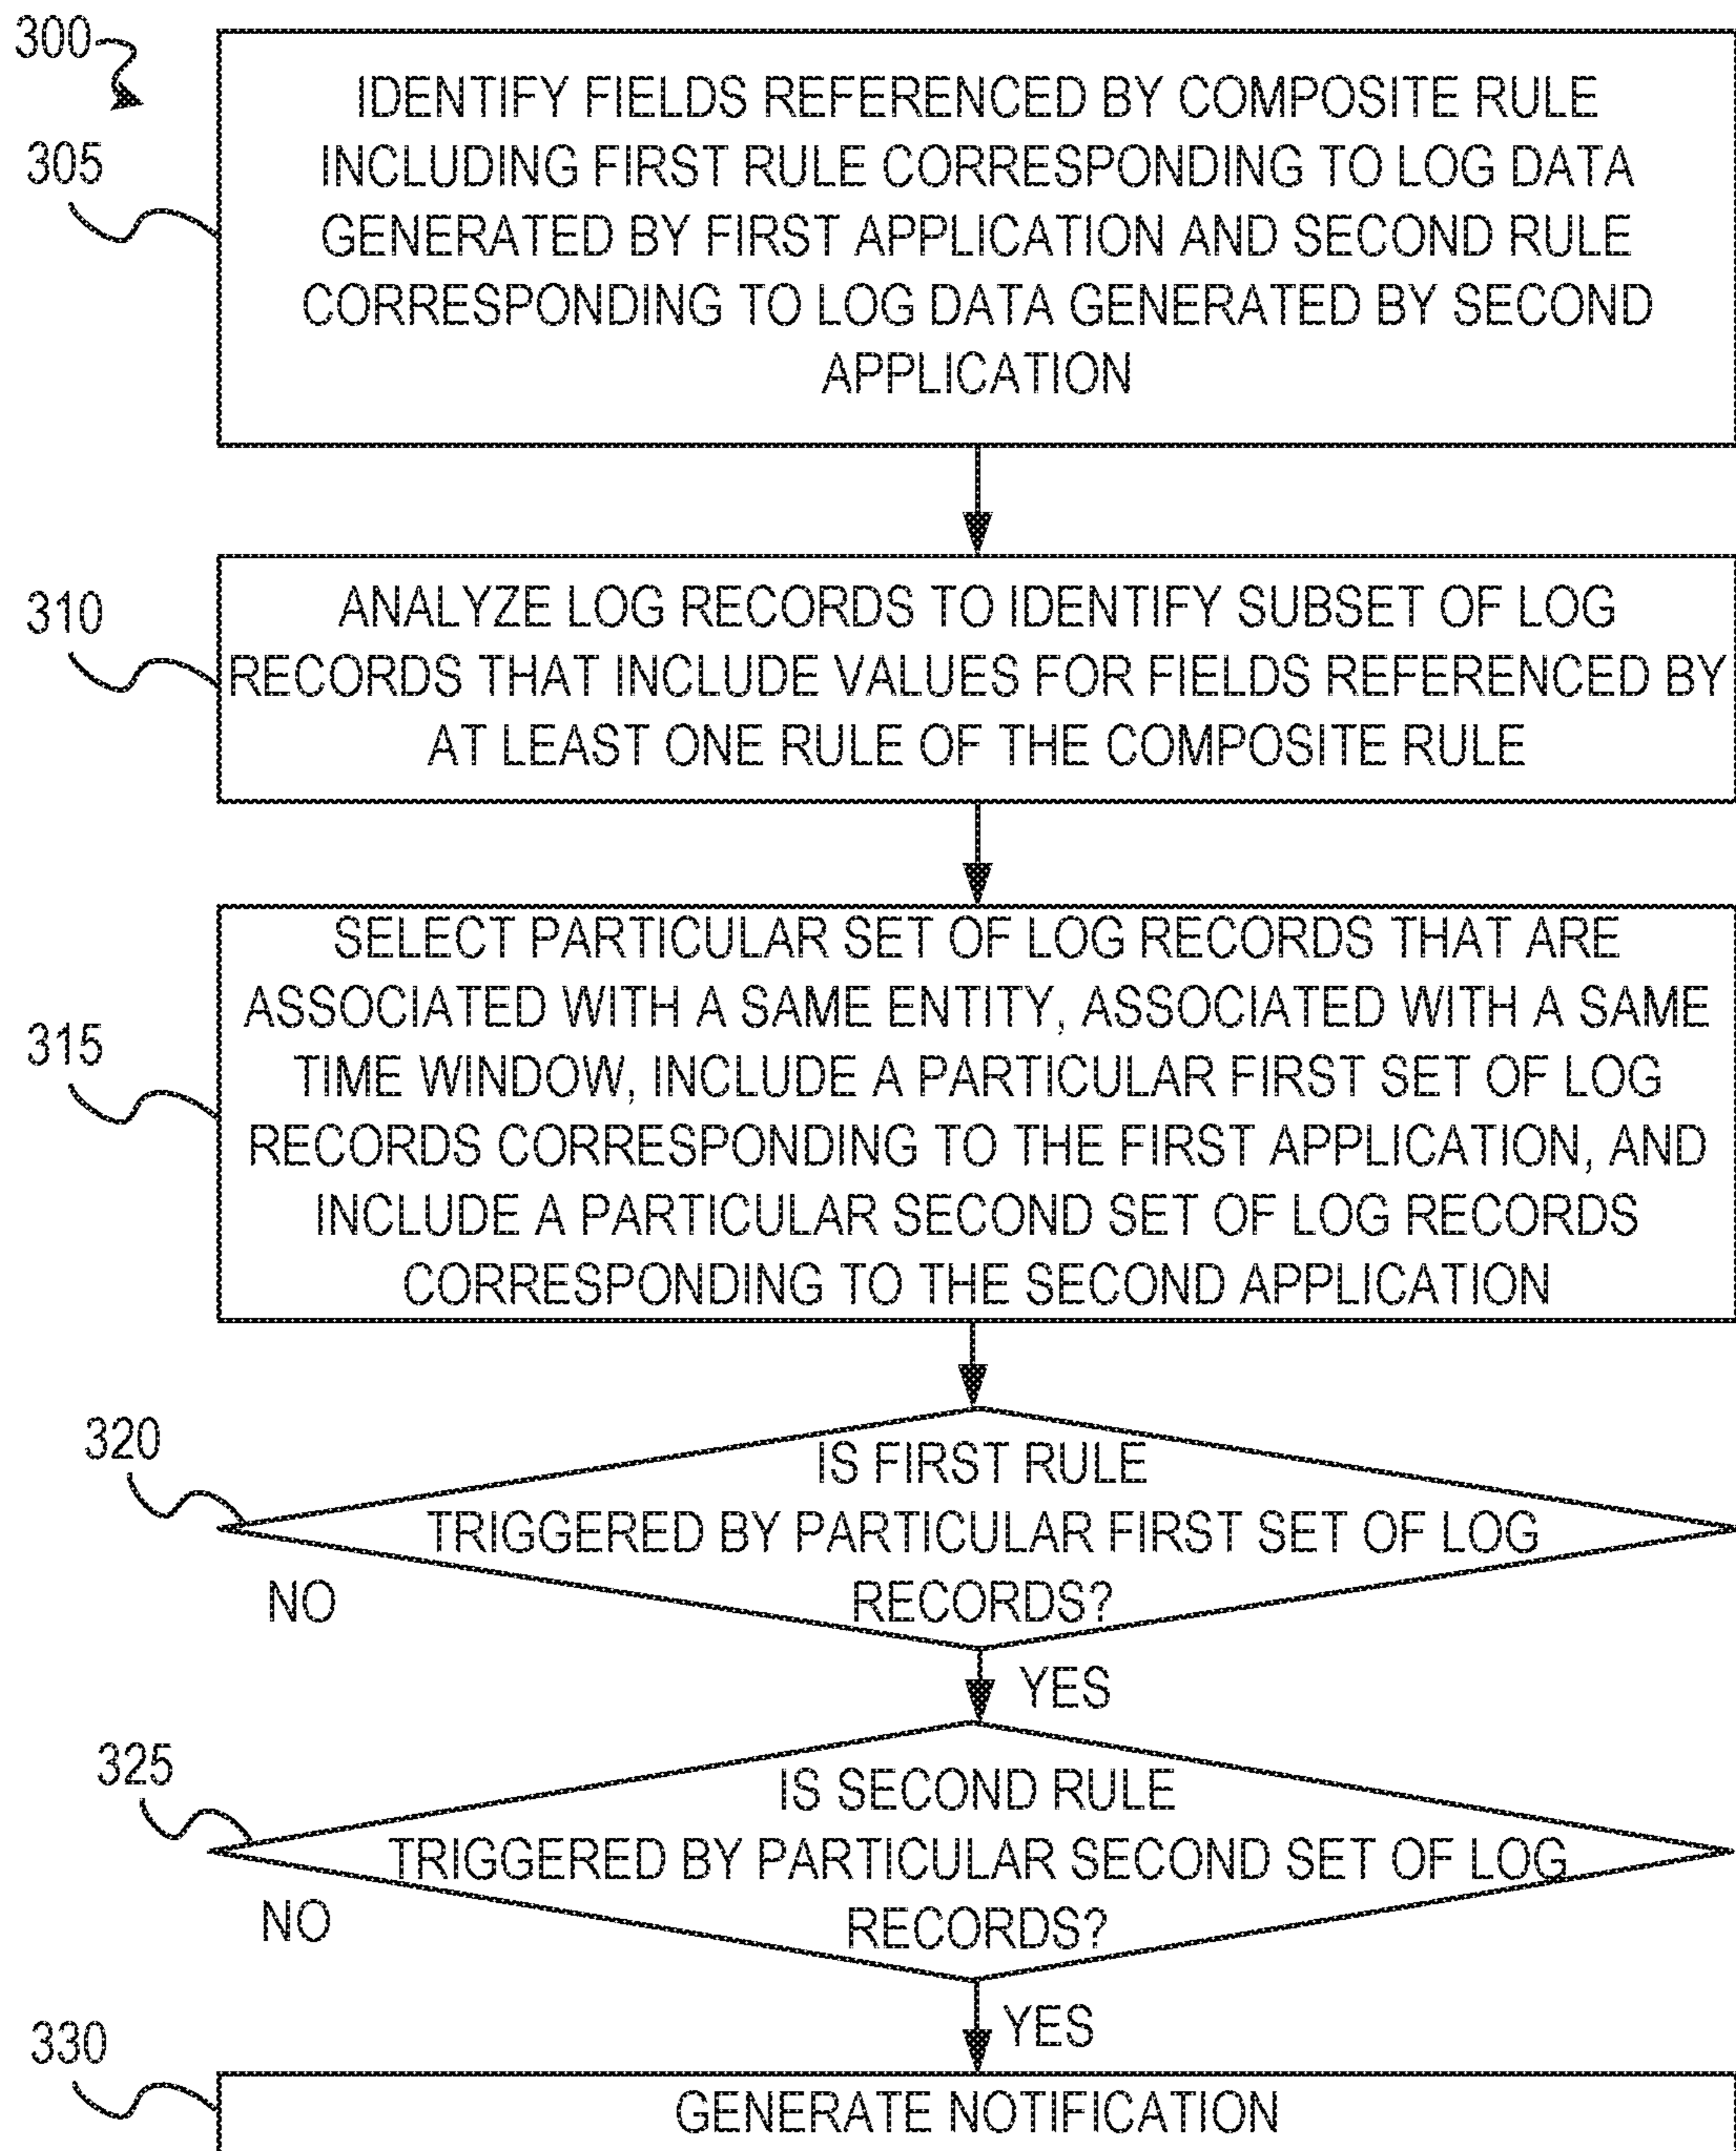 300
305
IDENTIFY FIELDS REFERENCED BY COMPOSITE RULE
INCLUDING FIRST RULE CORRESPONDING TO LOG DATA
GENERATED BY FIRST APPLICATION AND SECOND RULE
CORRESPONDING TO LOG DATA GENERATED BY SECOND
APPLICATION
310
ANALYZE LOG RECORDS TO IDENTIFY SUBSET OF LOG
RECORDS THAT INCLUDE VALUES FOR FIELDS REFERENCED BY
AT LEAST ONE RULE OF THE COMPOSITE RULE
315
SELECT PARTICULAR SET OF LOG RECORDS THAT ARE
ASSOCIATED WITH A SAME ENTITY, ASSOCIATED WITH A SAME
TIME WINDOW, INCLUDE A PARTICULAR FIRST SET OF LOG
RECORDS CORRESPONDING TO THE FIRST APPLICATION, AND
INCLUDE A PARTICULAR SECOND SET OF LOG RECORDS
CORRESPONDING TO THE SECOND APPLICATION
320
IS FIRST RULE
TRIGGERED BY PARTICULAR FIRST SET OF LOG
RECORDS?
NO
YES
325
IS SECOND RULE
TRIGGERED BY PARTICULAR SECOND SET OF LOG
RECORDS?
NO
YES
330
GENERATE NOTIFICATION